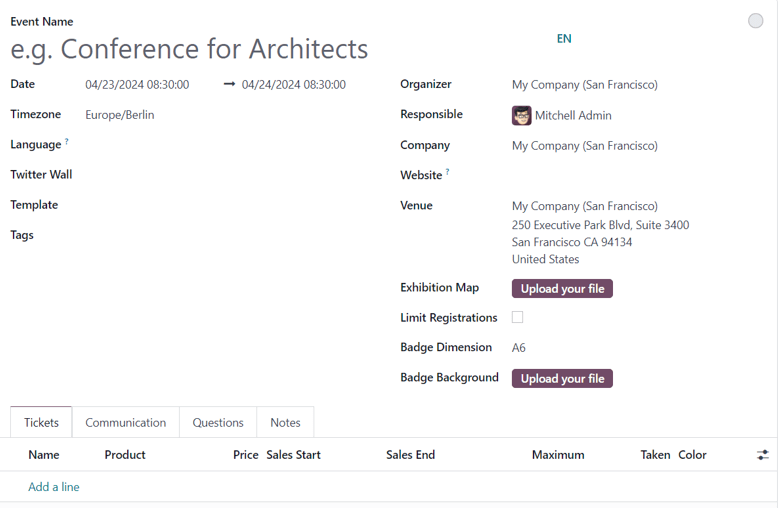 Event Name
e.g. Conference for Architects
EN
Date 04/23/2024 08:30:00 → 04/24/2024 08:30:00
Organizer My Company (San Francisco)
Timezone Europe/Berlin
Responsible Mitchell Admin
Language ?
Company My Company (San Francisco)
Twitter Wall
Website ?
Template
Venue My Company (San Francisco)
250 Executive Park Blvd, Suite 3400
San Francisco CA 94134
United States
Tags
Exhibition Map Upload your file
Limit Registrations
Badge Dimension A6
Badge Background Upload your file
Tickets Communication Questions Notes
Name Product Price Sales Start Sales End Maximum Taken Color
Add a line